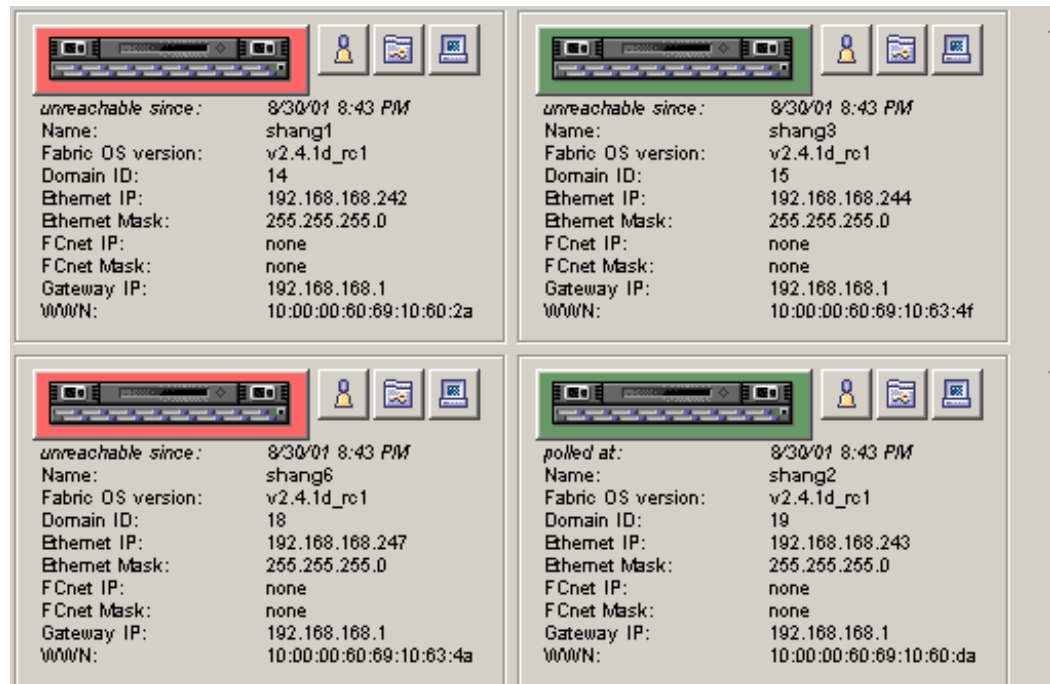 unreachable since: 8/30/01 8:43 PM
Name: shang1
Fabric OS version: v2.4.1d_rc1
Domain ID: 14
Ethernet IP: 192.168.168.242
Ethernet Mask: 255.255.255.0
FCnet IP: none
FCnet Mask: none
Gateway IP: 192.168.168.1
WWN: 10:00:00:60:69:10:60:2a
unreachable since: 8/30/01 8:43 PM
Name: shang3
Fabric OS version: v2.4.1d_rc1
Domain ID: 15
Ethernet IP: 192.168.168.244
Ethernet Mask: 255.255.255.0
FCnet IP: none
FCnet Mask: none
Gateway IP: 192.168.168.1
WWN: 10:00:00:60:69:10:63:4f
unreachable since: 8/30/01 8:43 PM
Name: shang6
Fabric OS version: v2.4.1d_rc1
Domain ID: 18
Ethernet IP: 192.168.168.247
Ethernet Mask: 255.255.255.0
FCnet IP: none
FCnet Mask: none
Gateway IP: 192.168.168.1
WWN: 10:00:00:60:69:10:63:4a
polled at: 8/30/01 8:43 PM
Name: shang2
Fabric OS version: v2.4.1d_rc1
Domain ID: 19
Ethernet IP: 192.168.168.243
Ethernet Mask: 255.255.255.0
FCnet IP: none
FCnet Mask: none
Gateway IP: 192.168.168.1
WWN: 10:00:00:60:69:10:60:da